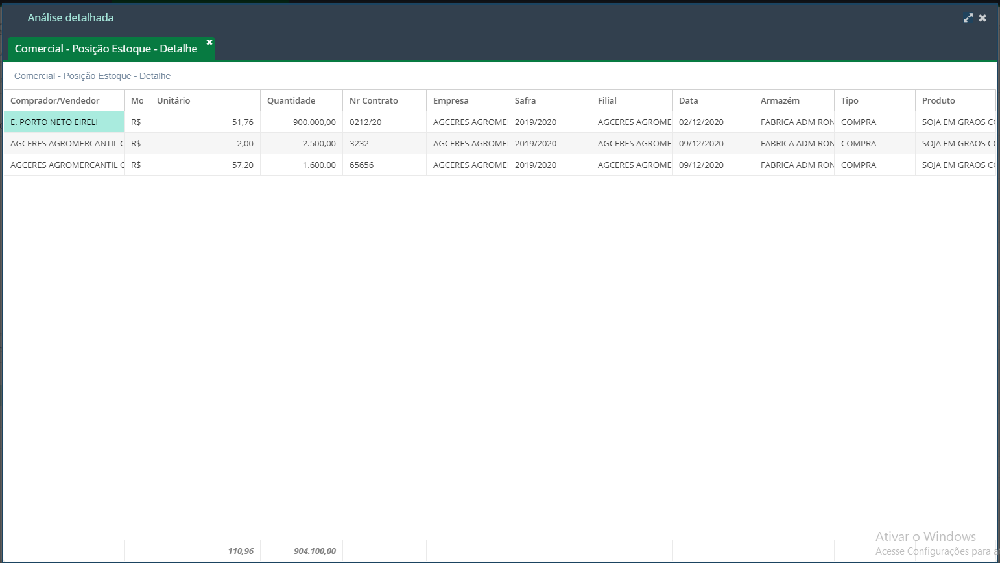 Análise detalhada
Comercial - Posição Estoque - Detalhe
Comercial - Posição Estoque - Detalhe
Comprador/Vendedor Mo Unitário Quantidade Nr Contrato Empresa Safra Filial Data Armazém Tipo Produto
E. PORTO NETO EIRELI R$ 51,76 900.000,00 0212/20 AGCERES AGROME 2019/2020 AGCERES AGROME 02/12/2020 FABRICA ADM RON COMPRA SOJA EM GRAOS CO
AGCERES AGROMERCANTIL C R$ 2,00 2.500,00 3232 AGCERES AGROME 2019/2020 AGCERES AGROME 09/12/2020 FABRICA ADM RON COMPRA SOJA EM GRAOS CO
AGCERES AGROMERCANTIL C R$ 57,20 1.600,00 65656 AGCERES AGROME 2019/2020 AGCERES AGROME 09/12/2020 FABRICA ADM RON COMPRA SOJA EM GRAOS CO
110,96 904.100,00
Ativar o Windows
Acesse Configurações para a